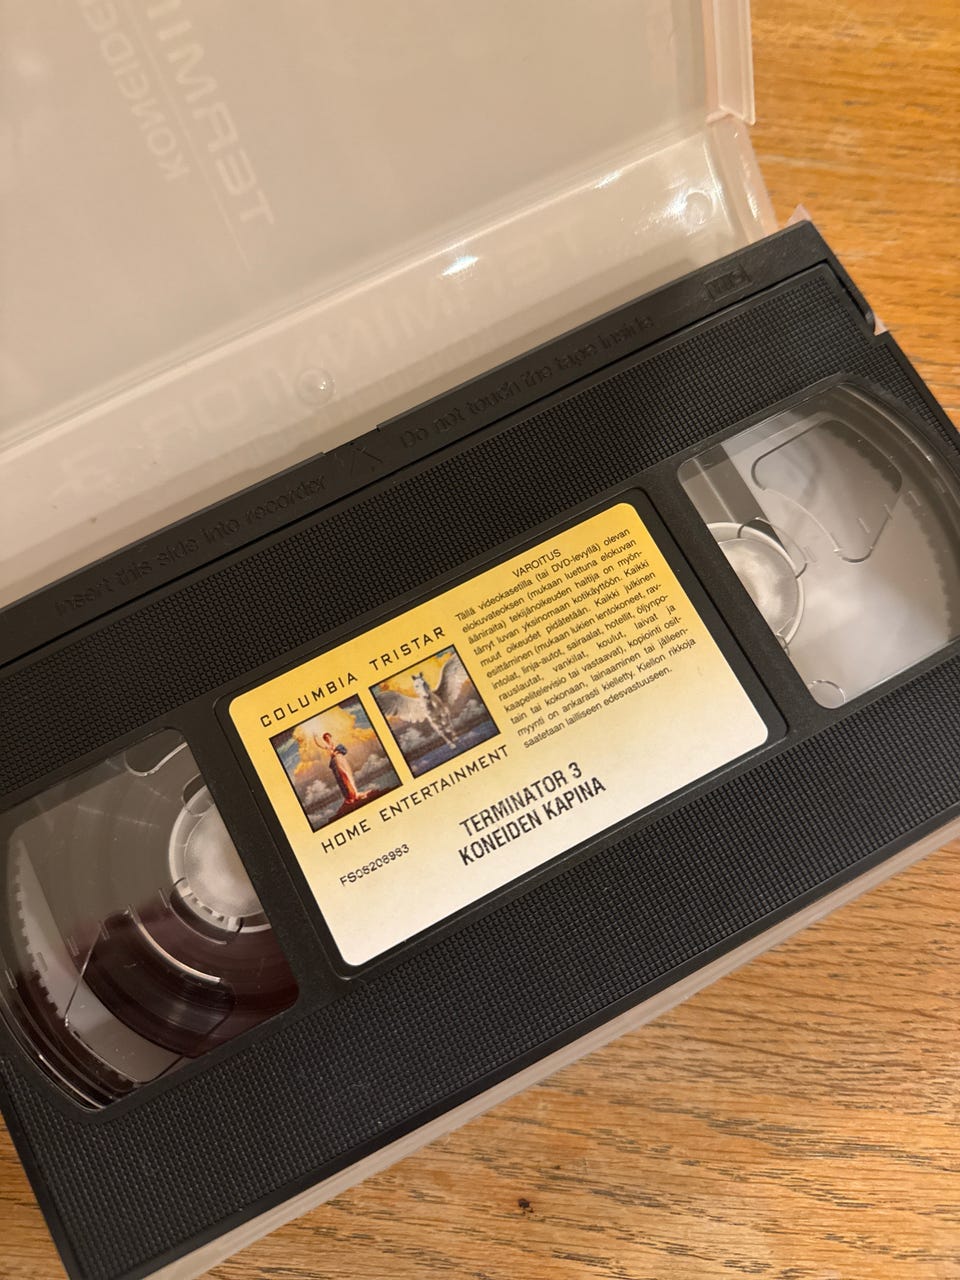 TERMIN
KONEIDE
Insert this side into recorder
Do not touch the tape inside
COLUMBIA TRISTAR
HOME ENTERTAINMENT
VAROITUS
Tällä videokasetilla (tai DVD-levyllä) olevan
elokuvateoksen (mukaan luettuna elokuvan
ääniraita) tekijänoikeuden haltija on myön-
tänyt luvan yksinomaan kotikäyttöön. Kaikki
muut oikeudet pidätetään. Kaikki julkinen
esittäminen (mukaan lukien lentokoneet, rav-
intolat, linja-autot, sairaalat, hotellit, öljynpo-
rauslautat, vankilat, koulut, laivat ja
kaapelitelevisio tai vastaavat), kopiointi osit-
tain tai kokonaan, lainaaminen tai jälleen-
myynti on ankarasti kielletty. Kiellon rikkoja
saatetaan lailliseen edesvastuuseen.
FS06208983
TERMINATOR 3
KONEIDEN KAPINA